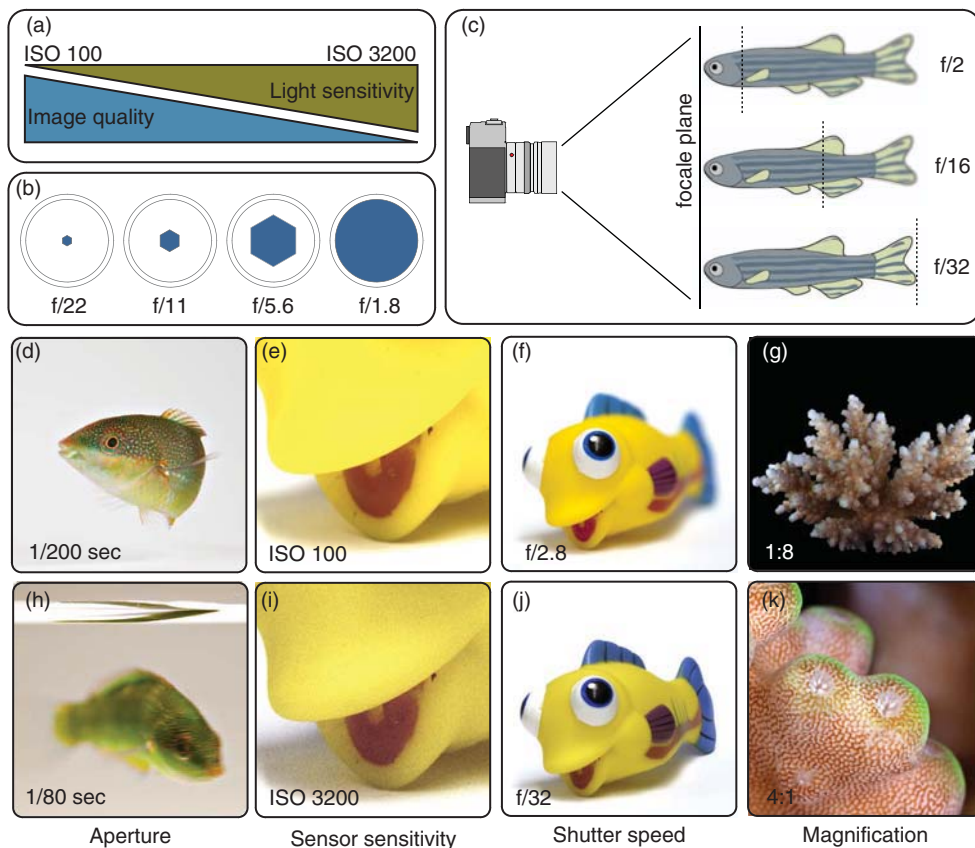 (a)
ISO 100 ISO 3200
Light sensitivity
Image quality
(b)
f/22 f/11 f/5.6 f/1.8
(c)
focale plane
f/2
f/16
f/32
(d)
1/200 sec
(e)
ISO 100
(f)
f/2.8
(g)
1:8
(h)
1/80 sec
(i)
ISO 3200
(j)
f/32
(k)
4:1
Aperture Sensor sensitivity Shutter speed Magnification